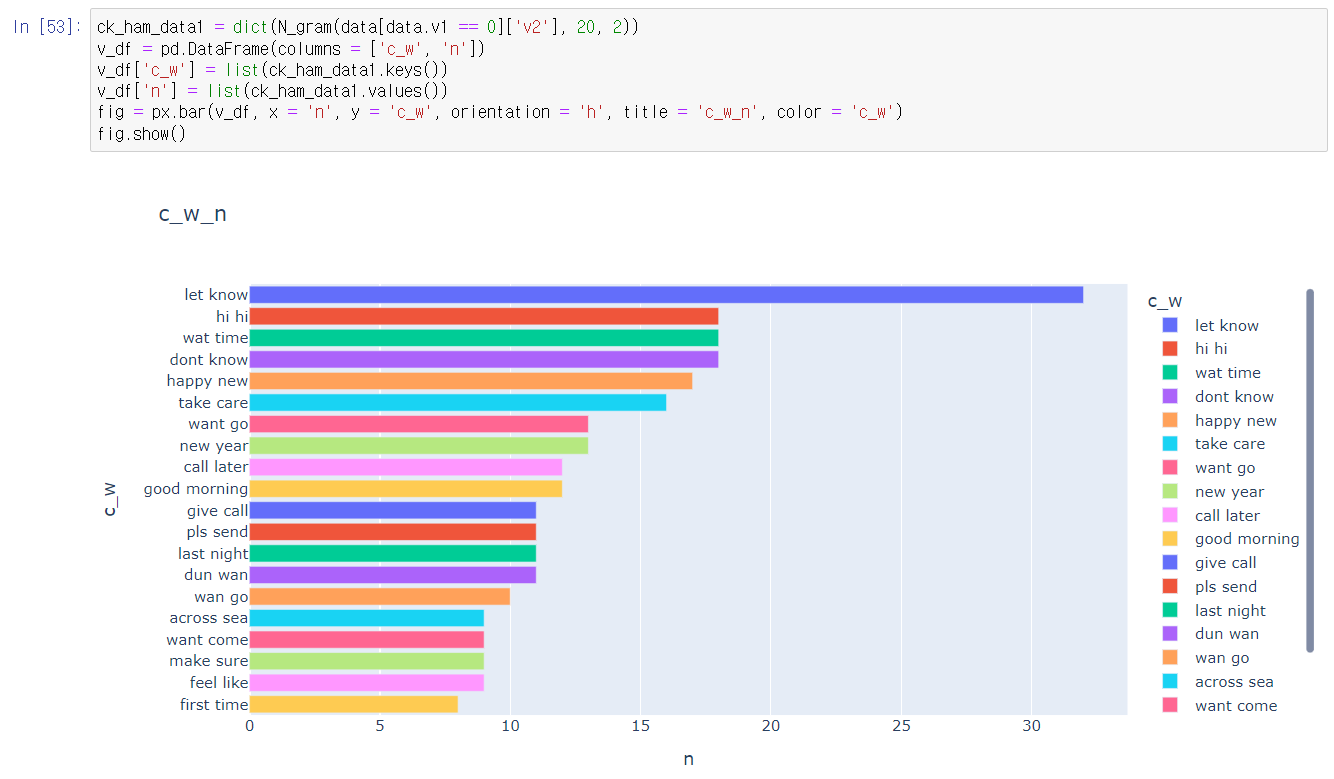 In [53]:
ck_ham_data1 = dict(N_gram(data[data.v1 == 0]['v2'], 20, 2))
v_df = pd.DataFrame(columns = ['c_w', 'n'])
v_df['c_w'] = list(ck_ham_data1.keys())
v_df['n'] = list(ck_ham_data1.values())
fig = px.bar(v_df, x = 'n', y = 'c_w', orientation = 'h', title = 'c_w_n', color = 'c_w')
fig.show()
c_w_n
let know
hi hi
wat time
dont know
happy new
take care
want go
new year
call later
good morning
give call
pls send
last night
dun wan
wan go
across sea
want come
make sure
feel like
first time
c_w
0 5 10 15 20 25 30
n
c_w
let know
hi hi
wat time
dont know
happy new
take care
want go
new year
call later
good morning
give call
pls send
last night
dun wan
wan go
across sea
want come